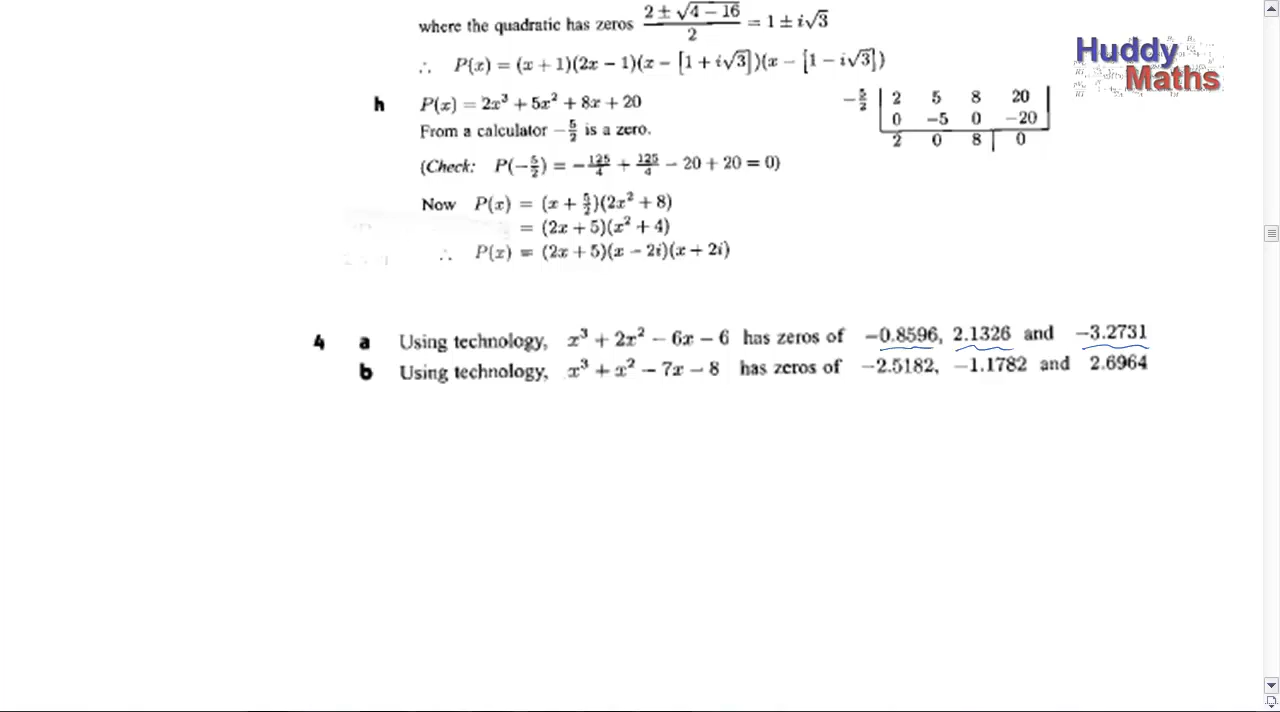 where the quadratic has zeros (2 ± √(4 − 16))/2 = 1 ± i√3
∴ P(x) = (x + 1)(2x − 1)(x − [1 + i√3])(x − [1 − i√3])
h P(x) = 2x³ + 5x² + 8x + 20
From a calculator −5/2 is a zero.
(Check: P(−5/2) = −125/4 + 125/4 − 20 + 20 = 0)
Now P(x) = (x + 5/2)(2x² + 8)
= (2x + 5)(x² + 4)
∴ P(x) = (2x + 5)(x − 2i)(x + 2i)
−5/2 | 2 5 8 20
0 −5 0 −20
2 0 8 | 0
Huddy
Maths
4 a Using technology, x³ + 2x² − 6x − 6 has zeros of −0.8596, 2.1326 and −3.2731
b Using technology, x³ + x² − 7x − 8 has zeros of −2.5182, −1.1782 and 2.6964